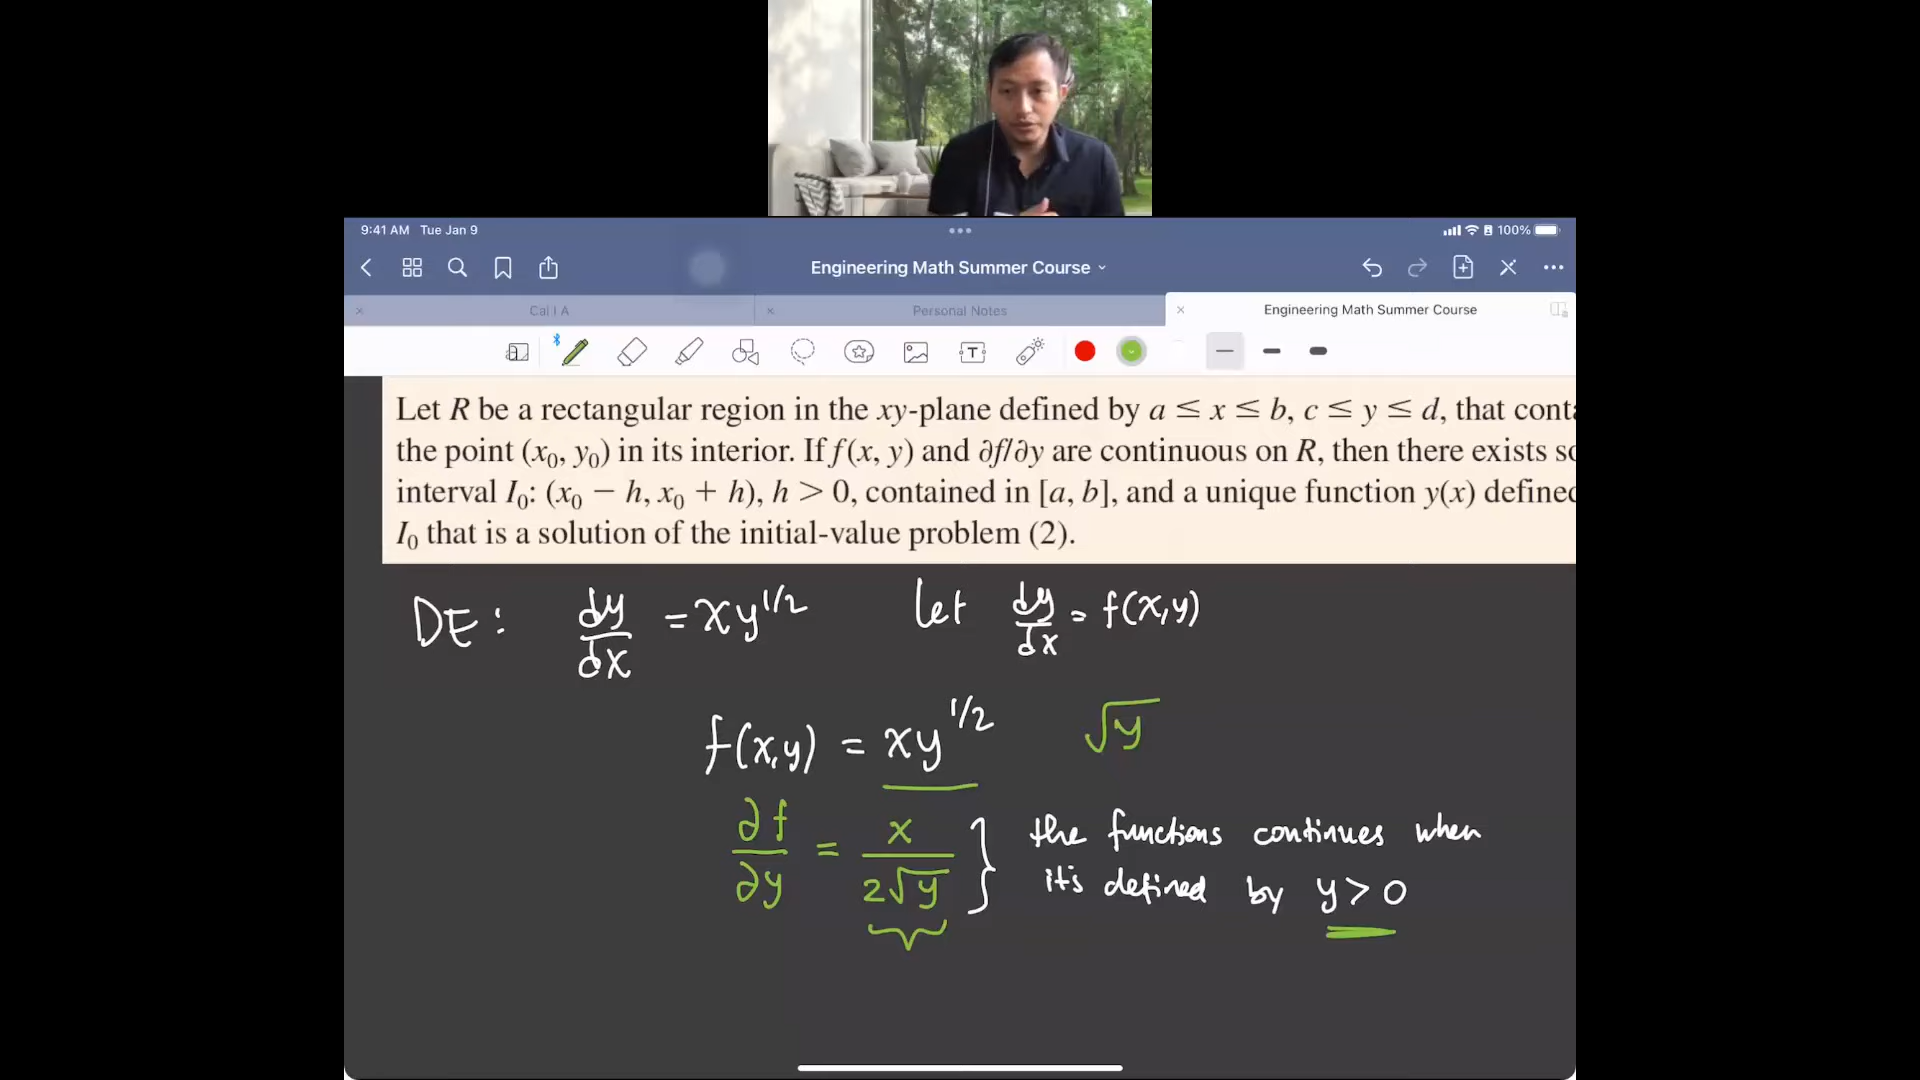 9:41 AM Tue Jan 9
100%
Engineering Math Summer Course
Cal I A
Personal Notes
Engineering Math Summer Course
Let R be a rectangular region in the xy-plane defined by a ≤ x ≤ b, c ≤ y ≤ d, that
the point (x₀, y₀) in its interior. If f(x, y) and ∂f/∂y are continuous on R, then there exists
interval I₀: (x₀ − h, x₀ + h), h > 0, contained in [a, b], and a unique function y(x)
I₀ that is a solution of the initial-value problem (2).
DE: dy/dx = xy^1/2 let dy/dx = f(x,y)
f(x,y) = xy^1/2 √y
∂f/∂y = x/2√y } the functions continues when
it's defined by y > 0